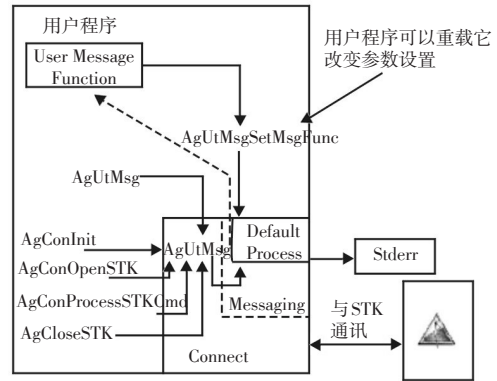 用户程序
User Message
Function
用户程序可以重载它
改变参数设置
AgUtMsgSetMsgFunc
AgUtMsg
AgConInit
AgUtMsg
Default
Process
Stderr
AgConOpenSTK
AgConProcessSTKCmd
Messaging
与STK
通讯
AgCloseSTK
Connect